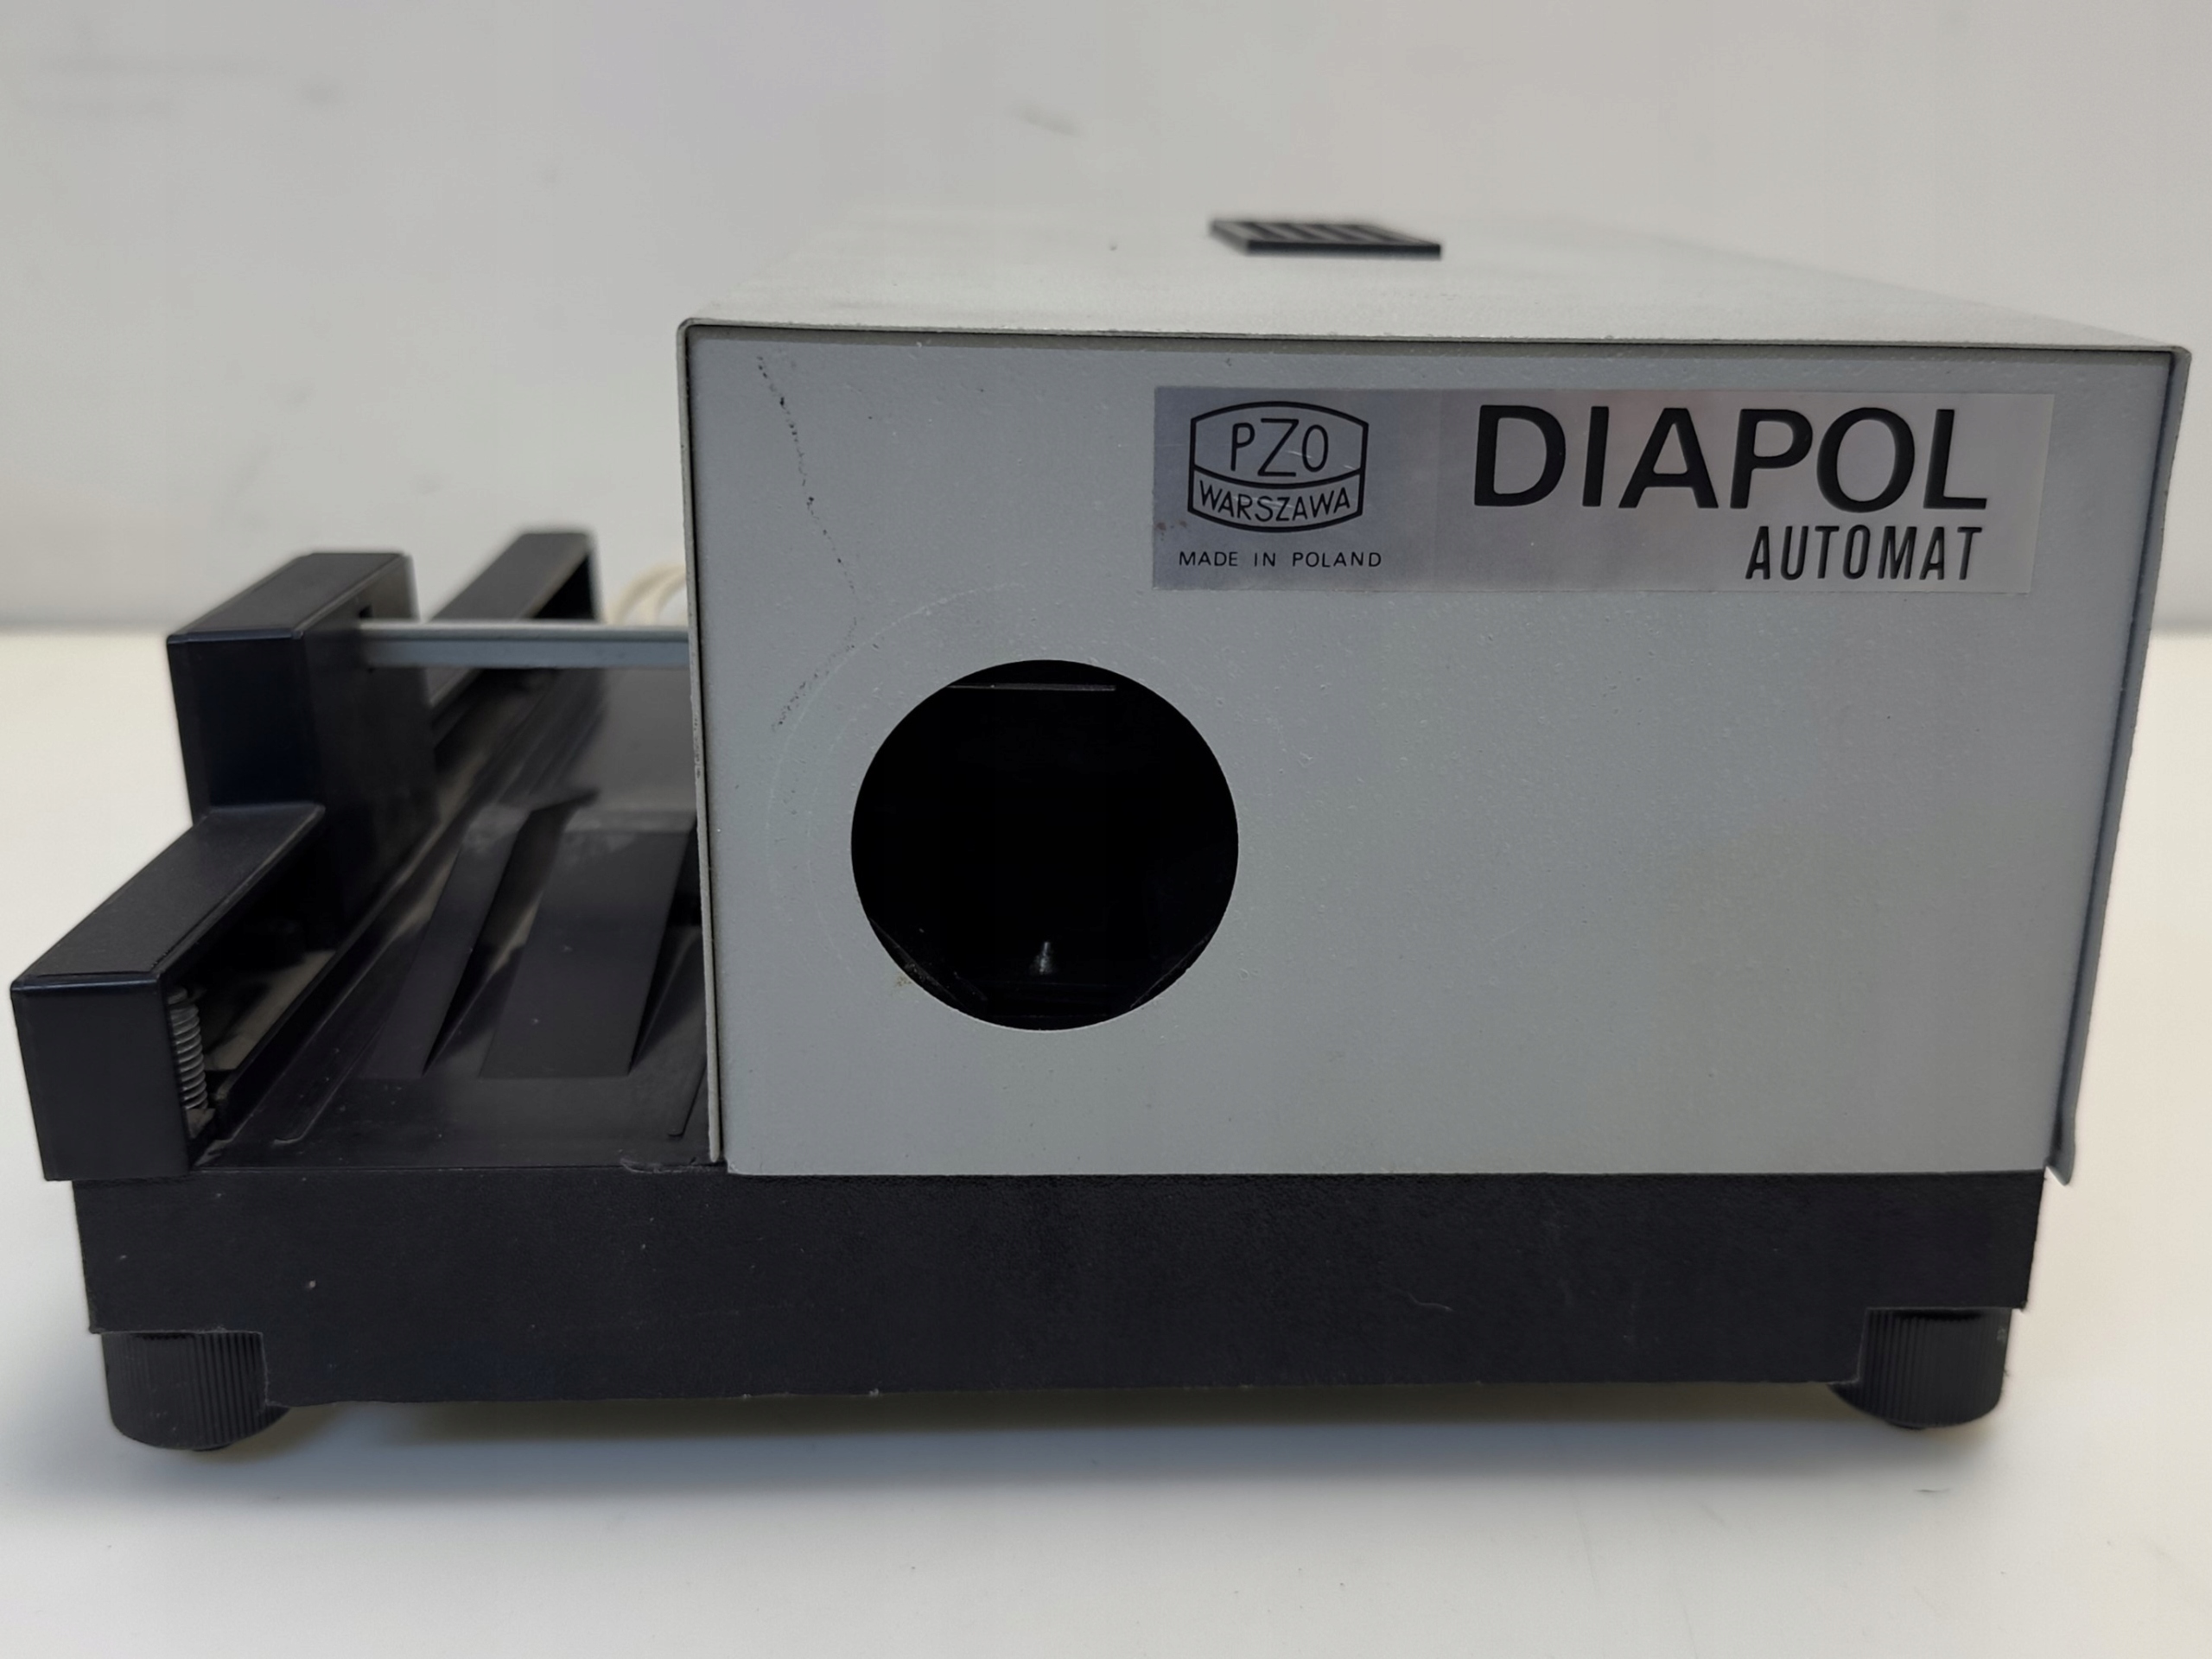 PZO
WARSZAWA
MADE IN POLAND
DIAPOL
AUTOMAT